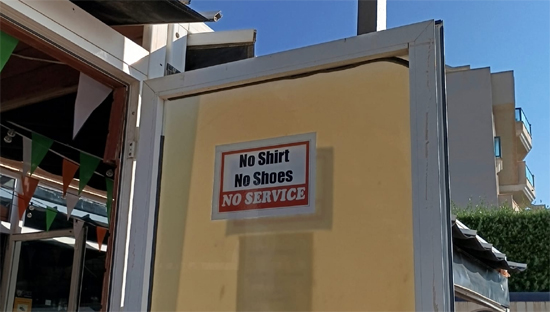 No Shirt
No Shoes
NO SERVICE